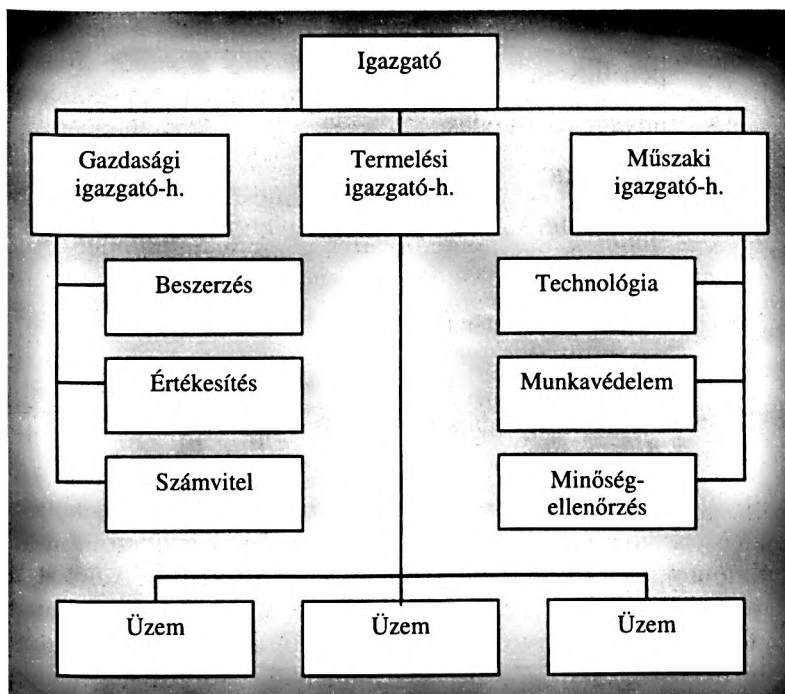 Igazgató
Gazdasági
igazgató-h.
Termelési
igazgató-h.
Műszaki
igazgató-h.
Beszerzés
Értékesítés
Számvitel
Technológia
Munkavédelem
Minőség-
ellenőrzés
Üzem
Üzem
Üzem